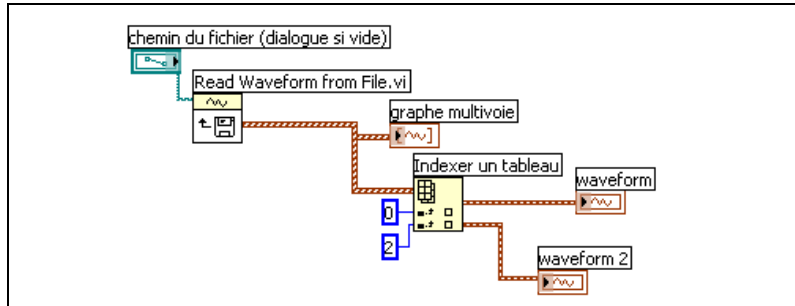 chemin du fichier (dialogue si vide)
Read Waveform from File.vi
graphe multivoie
Indexer un tableau
waveform
0
2
waveform 2